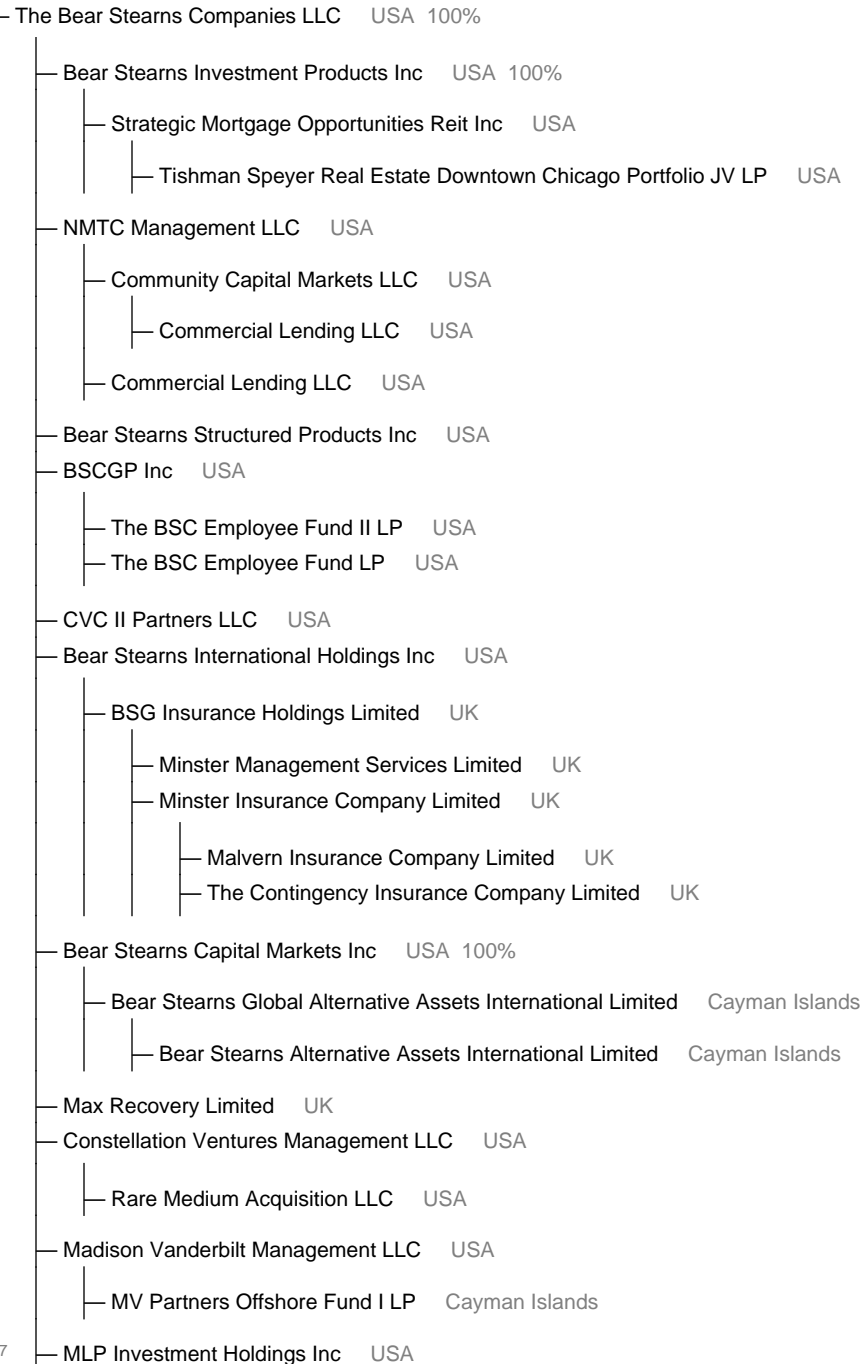 The Bear Stearns Companies LLC USA 100%
Bear Stearns Investment Products Inc USA 100%
Strategic Mortgage Opportunities Reit Inc USA
Tishman Speyer Real Estate Downtown Chicago Portfolio JV LP USA
NMTC Management LLC USA
Community Capital Markets LLC USA
Commercial Lending LLC USA
Commercial Lending LLC USA
Bear Stearns Structured Products Inc USA
BSCGP Inc USA
The BSC Employee Fund II LP USA
The BSC Employee Fund LP USA
CVC II Partners LLC USA
Bear Stearns International Holdings Inc USA
BSG Insurance Holdings Limited UK
Minster Management Services Limited UK
Minster Insurance Company Limited UK
Malvern Insurance Company Limited UK
The Contingency Insurance Company Limited UK
Bear Stearns Capital Markets Inc USA 100%
Bear Stearns Global Alternative Assets International Limited Cayman Islands
Bear Stearns Alternative Assets International Limited Cayman Islands
Max Recovery Limited UK
Constellation Ventures Management LLC USA
Rare Medium Acquisition LLC USA
Madison Vanderbilt Management LLC USA
MV Partners Offshore Fund I LP Cayman Islands
7 MLP Investment Holdings Inc USA